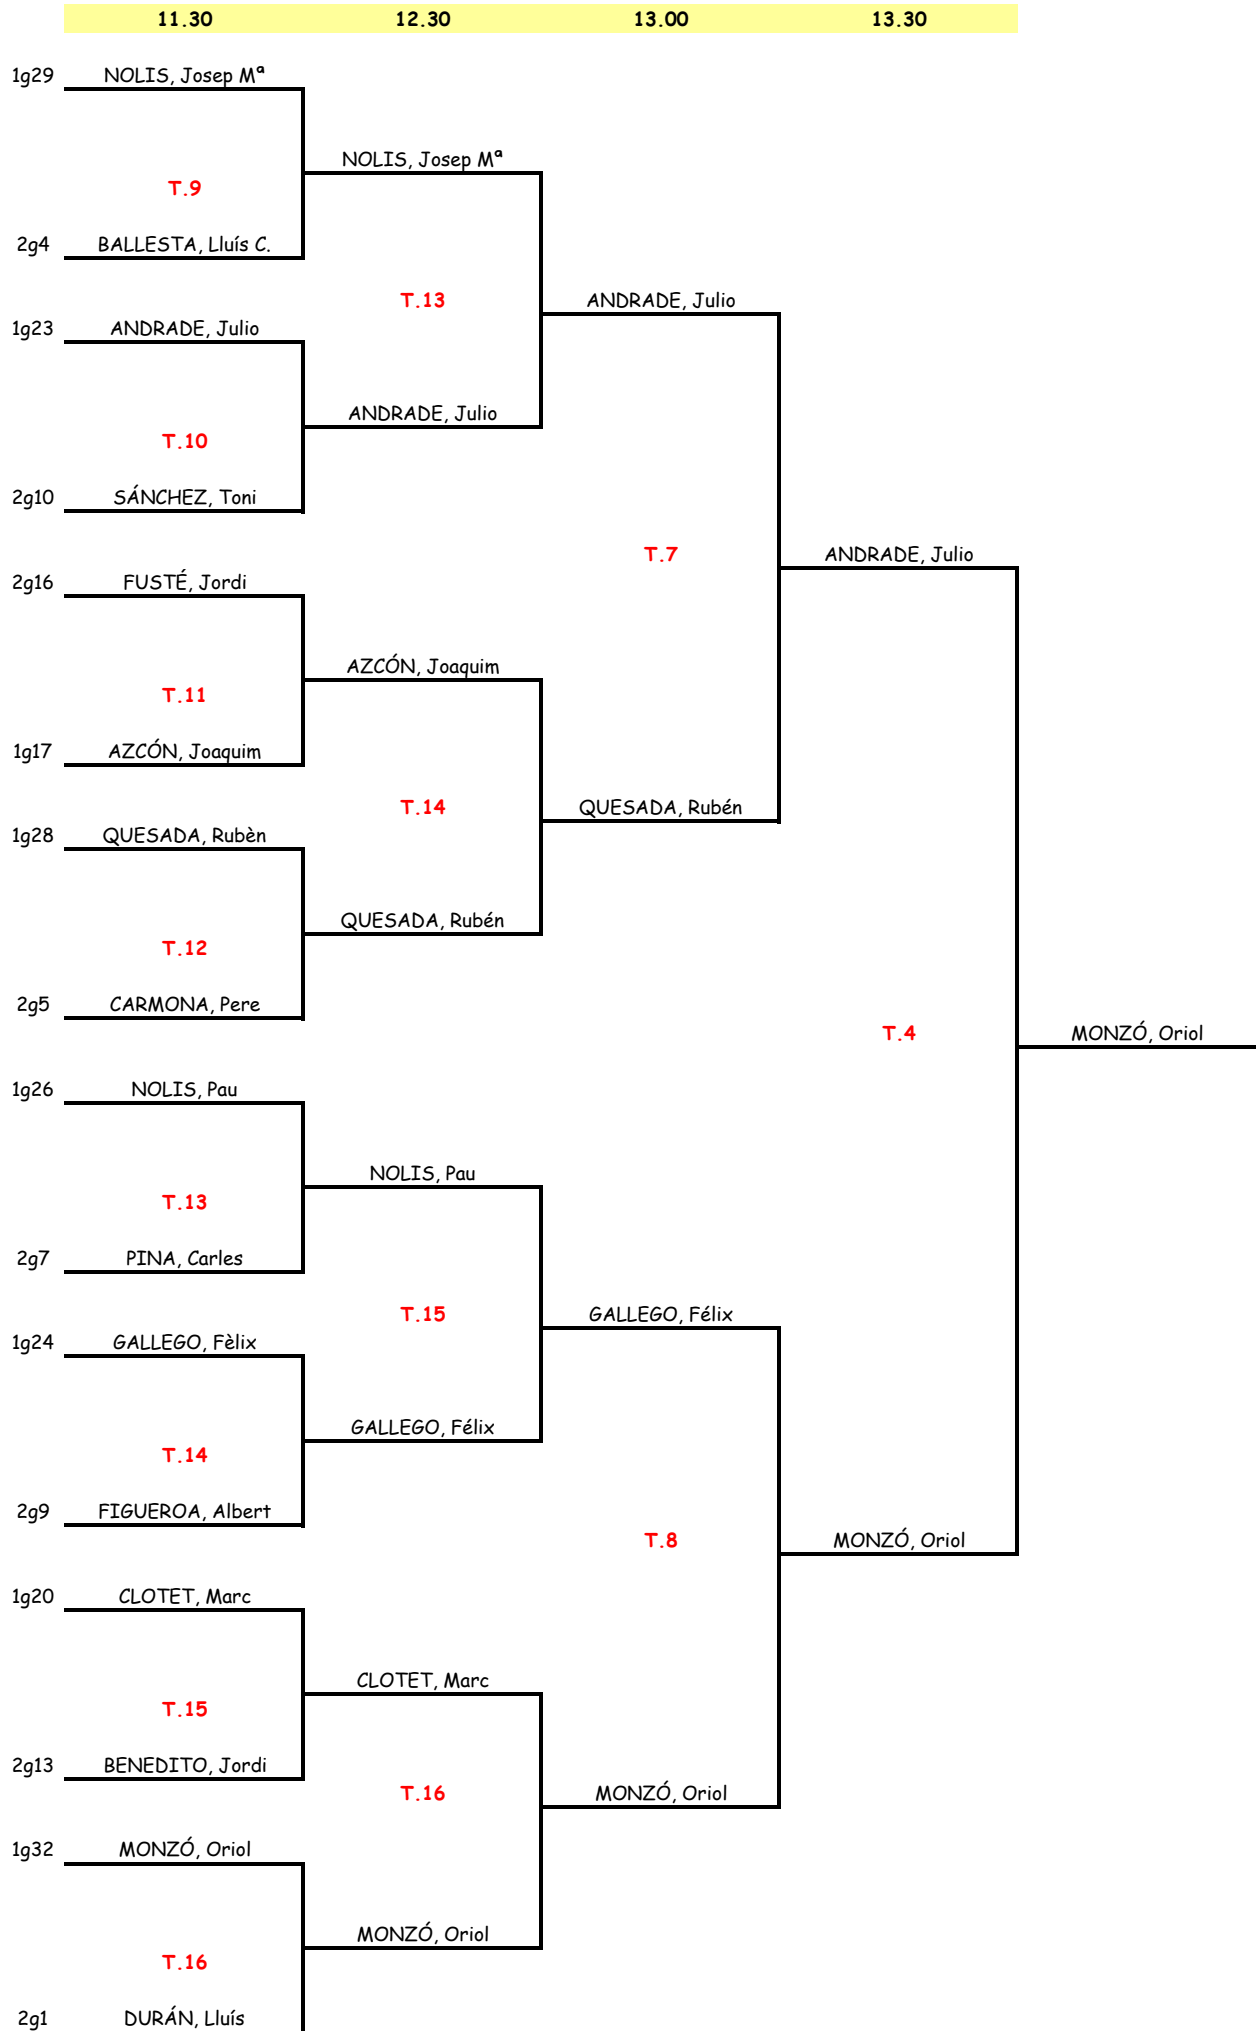 11.30 12.30 13.00 13.30
1g29 NOLIS, Josep Mª
NOLIS, Josep Mª
T.9
2g4 BALLESTA, Lluís C.
T.13 ANDRADE, Julio
1g23 ANDRADE, Julio
ANDRADE, Julio
T.10
2g10 SÁNCHEZ, Toni
T.7 ANDRADE, Julio
2g16 FUSTÉ, Jordi
AZCÓN, Joaquim
T.11
1g17 AZCÓN, Joaquim
T.14 QUESADA, Rubén
1g28 QUESADA, Rubèn
QUESADA, Rubén
T.12
2g5 CARMONA, Pere
T.4 MONZÓ, Oriol
1g26 NOLIS, Pau
NOLIS, Pau
T.13
2g7 PINA, Carles
T.15 GALLEGO, Félix
1g24 GALLEGO, Fèlix
GALLEGO, Félix
T.14
2g9 FIGUEROA, Albert
T.8 MONZÓ, Oriol
1g20 CLOTET, Marc
CLOTET, Marc
T.15
2g13 BENEDITO, Jordi
T.16 MONZÓ, Oriol
1g32 MONZÓ, Oriol
MONZÓ, Oriol
T.16
2g1 DURÁN, Lluís